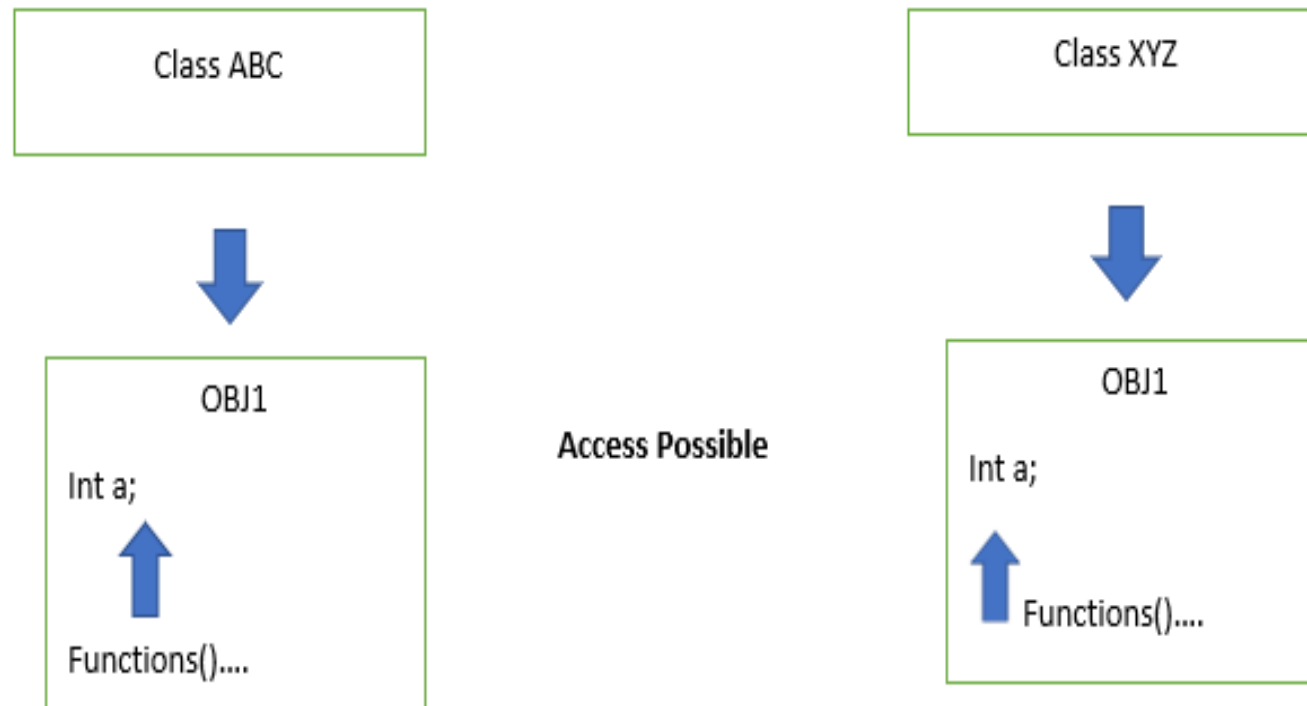 Class ABC
Class XYZ
OBJ1
Int a;
Functions()....
Access Possible
OBJ1
Int a;
Functions()....